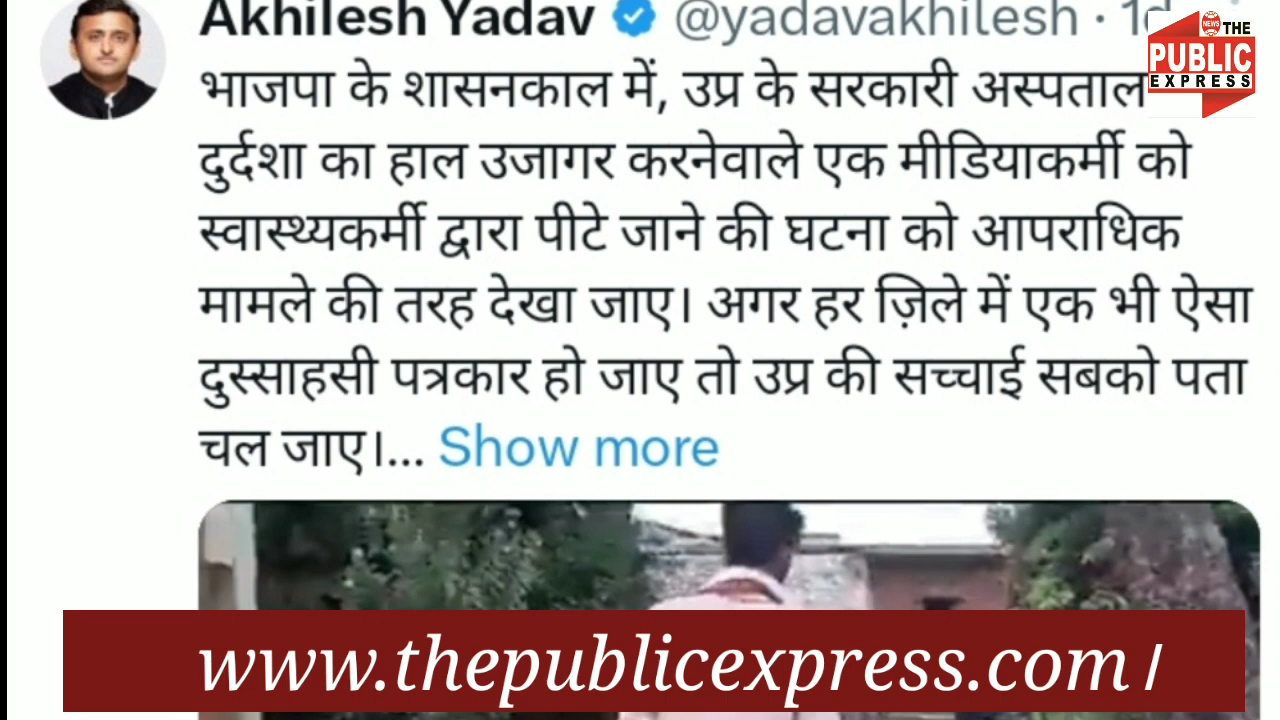 Akhilesh Yadav @yadavakhilesh · 1d
NEWS THE
PUBLIC
EXPRESS
भाजपा के शासनकाल में, उप्र के सरकारी अस्पताल
दुर्दशा का हाल उजागर करनेवाले एक मीडियाकर्मी को
स्वास्थ्यकर्मी द्वारा पीटे जाने की घटना को आपराधिक
मामले की तरह देखा जाए। अगर हर ज़िले में एक भी ऐसा
दुस्साहसी पत्रकार हो जाए तो उप्र की सच्चाई सबको पता
चल जाए।... Show more
www.thepublicexpress.com/